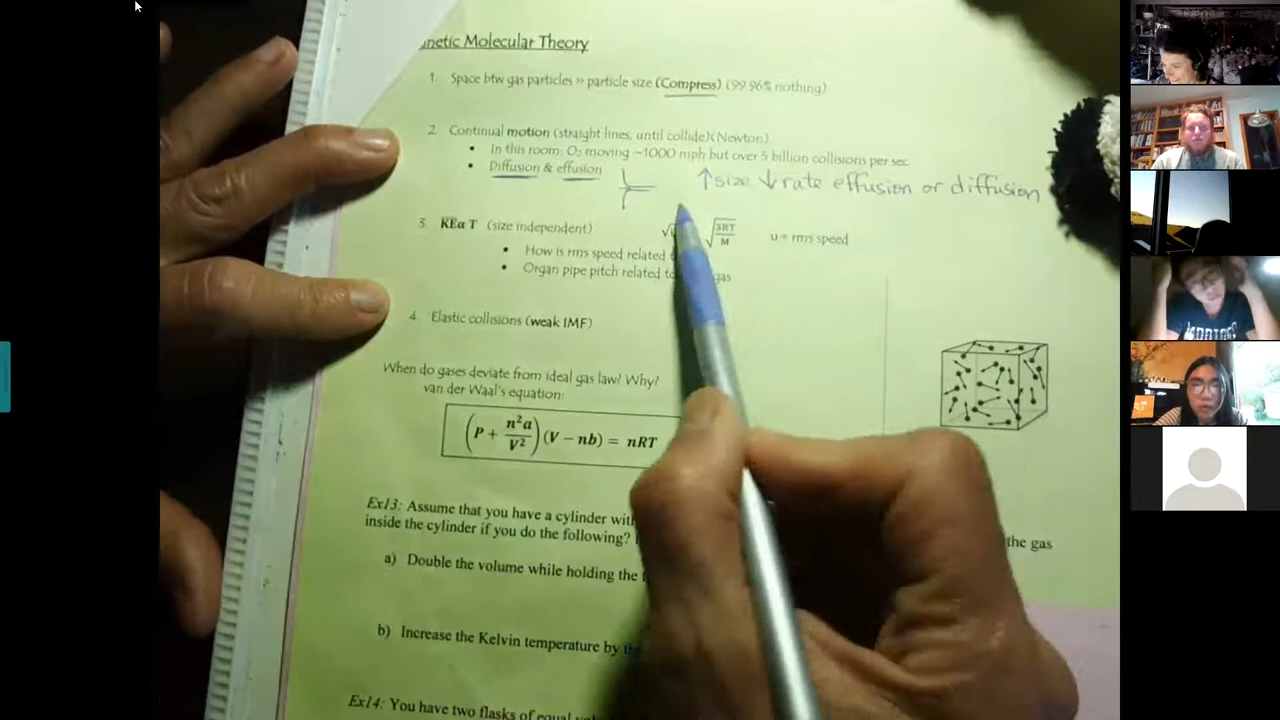 netic Molecular Theory
1. Space btw gas particles >> particle size (Compress) (99.96% nothing)
2. Continual motion (straight lines, until collide)(Newton)
• In this room: O₂ moving ~1000 mph but over 5 billion collisions per sec
• Diffusion & effusion
↑size ↓rate effusion or diffusion
3. KEα T (size independent)
√ √3RT/M u = rms speed
• How is rms speed related
• Organ pipe pitch related to gas
4. Elastic collisions (weak IMF)
When do gases deviate from ideal gas law? Why?
van der Waal's equation:
(P + n²a/V²)(V − nb) = nRT
Ex13: Assume that you have a cylinder with the gas
inside the cylinder if you do the following?
a) Double the volume while holding the
b) Increase the Kelvin temperature by
Ex14: You have two flasks of equal